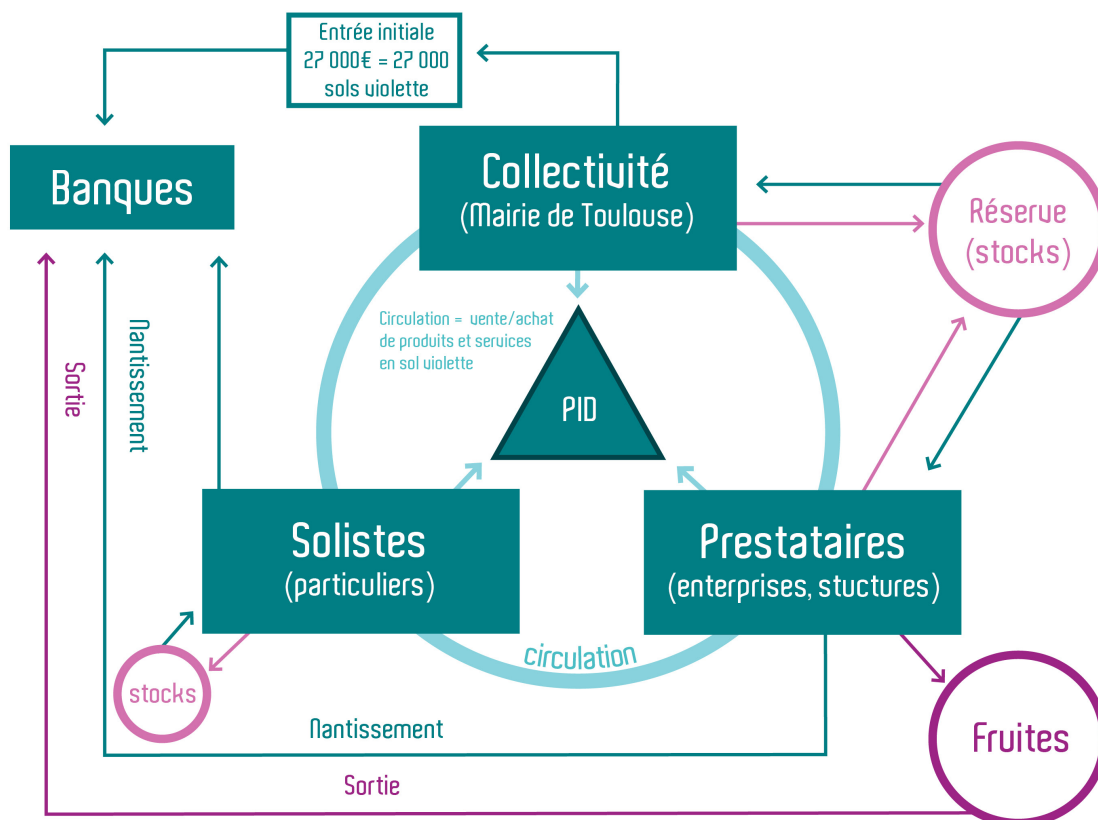 Entrée initiale
27 000€ = 27 000
sols violette
Collectivité
(Mairie de Toulouse)
Banques
Réserve
(stocks)
Circulation = vente/achat
de produits et services
en sol violette
PID
Nantissement
Sortie
Solistes
(particuliers)
Prestataires
(enterprises, stuctures)
circulation
stocks
Nantissement
Fruites
Sortie